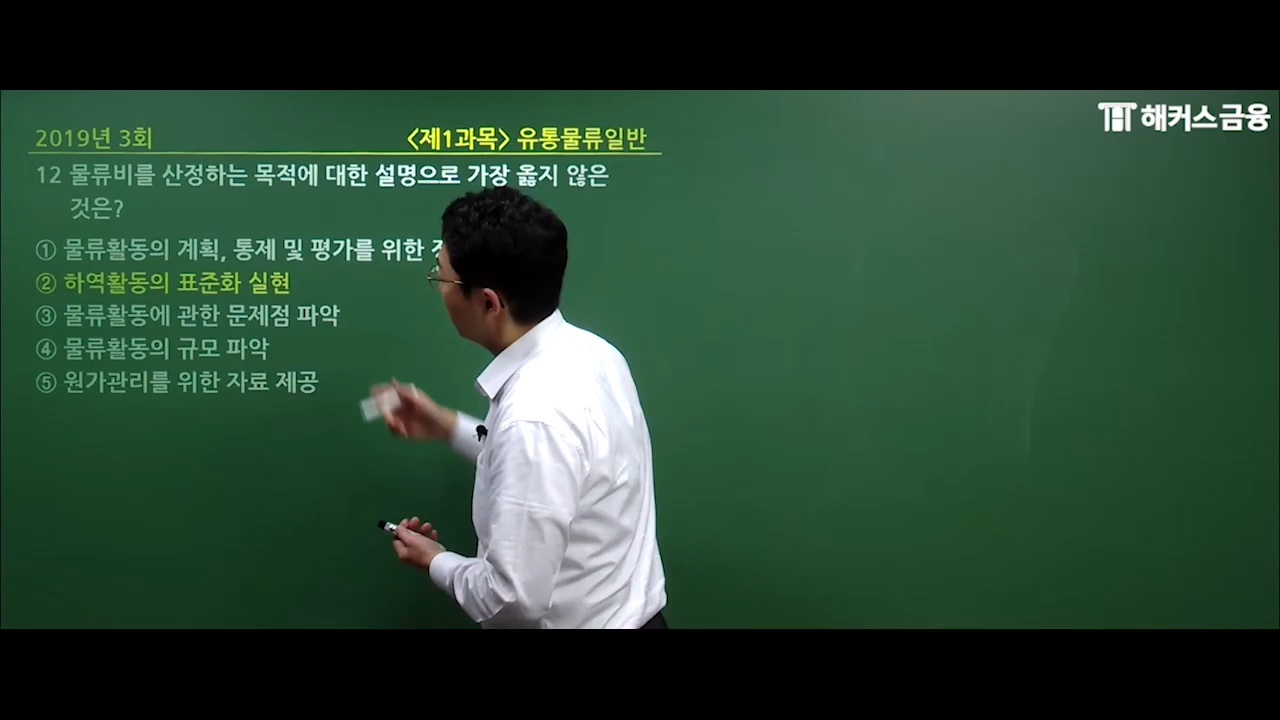 해커스금융
2019년 3회 <제1과목> 유통물류일반
12 물류비를 산정하는 목적에 대한 설명으로 가장 옳지 않은
것은?
① 물류활동의 계획, 통제 및 평가를 위한
② 하역활동의 표준화 실현
③ 물류활동에 관한 문제점 파악
④ 물류활동의 규모 파악
⑤ 원가관리를 위한 자료 제공